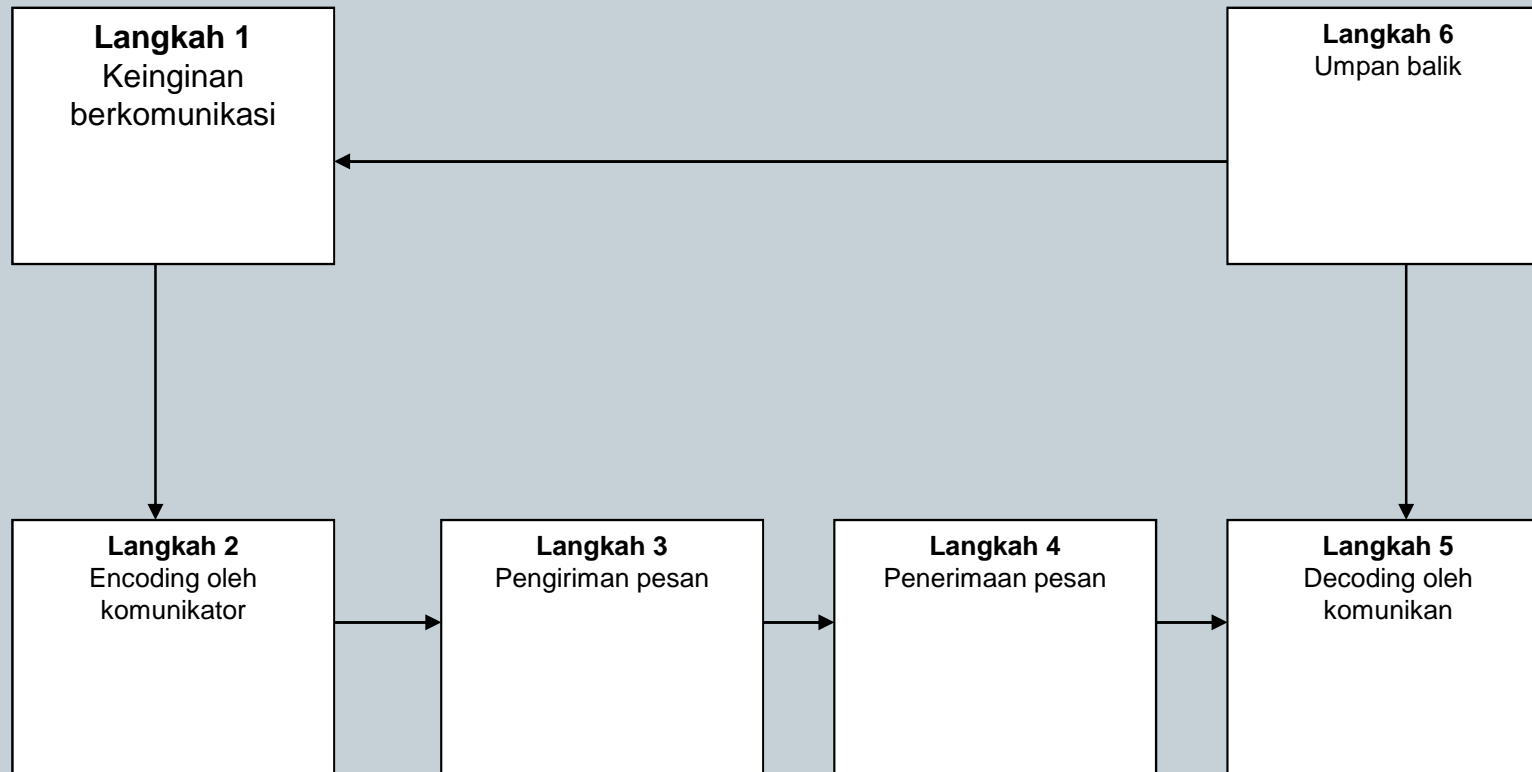 Langkah 1
Keinginan
berkomunikasi
Langkah 6
Umpan balik
Langkah 2
Encoding oleh
komunikator
Langkah 3
Pengiriman pesan
Langkah 4
Penerimaan pesan
Langkah 5
Decoding oleh
komunikan